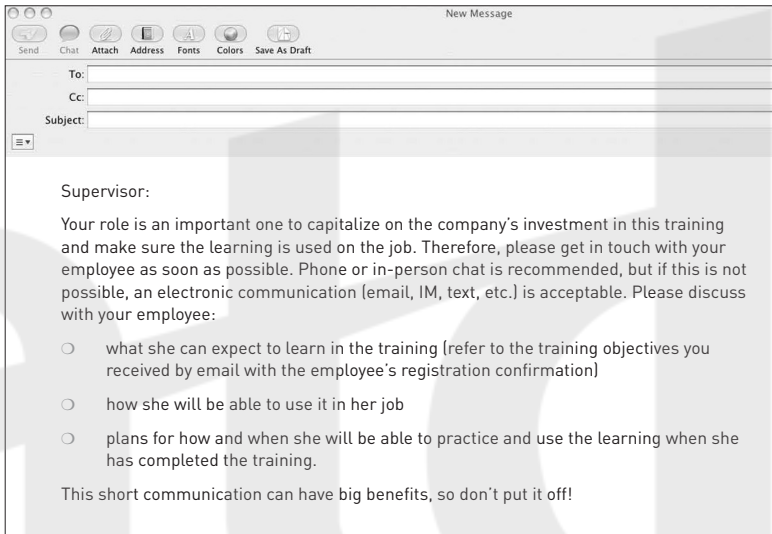 New Message
Send Chat Attach Address Fonts Colors Save As Draft
To:
Cc:
Subject:
Supervisor:
Your role is an important one to capitalize on the company's investment in this training
and make sure the learning is used on the job. Therefore, please get in touch with your
employee as soon as possible. Phone or in-person chat is recommended, but if this is not
possible, an electronic communication (email, IM, text, etc.) is acceptable. Please discuss
with your employee:
❍ what she can expect to learn in the training (refer to the training objectives you
received by email with the employee's registration confirmation)
❍ how she will be able to use it in her job
❍ plans for how and when she will be able to practice and use the learning when she
has completed the training.
This short communication can have big benefits, so don't put it off!